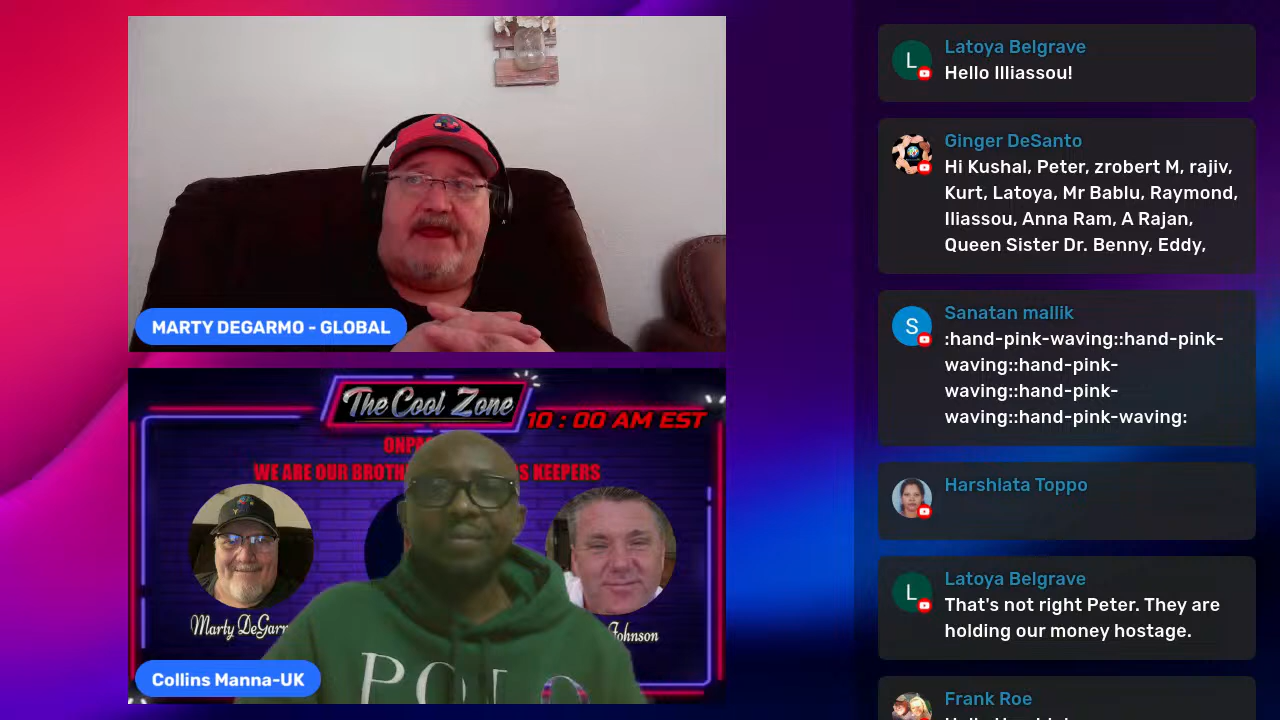 MARTY DEGARMO - GLOBAL
The Cool Zone
10 : 00 AM EST
WE ARE OUR
KEEPERS
Marty
Johnson
POLO
Collins Manna-UK
L
Latoya Belgrave
Hello Illiassou!
Ginger DeSanto
Hi Kushal, Peter, zrobert M, rajiv,
Kurt, Latoya, Mr Bablu, Raymond,
Iliassou, Anna Ram, A Rajan,
Queen Sister Dr. Benny, Eddy,
S
Sanatan mallik
:hand-pink-waving::hand-pink-
waving::hand-pink-
waving::hand-pink-
waving::hand-pink-waving:
Harshlata Toppo
L
Latoya Belgrave
That's not right Peter. They are
holding our money hostage.
Frank Roe